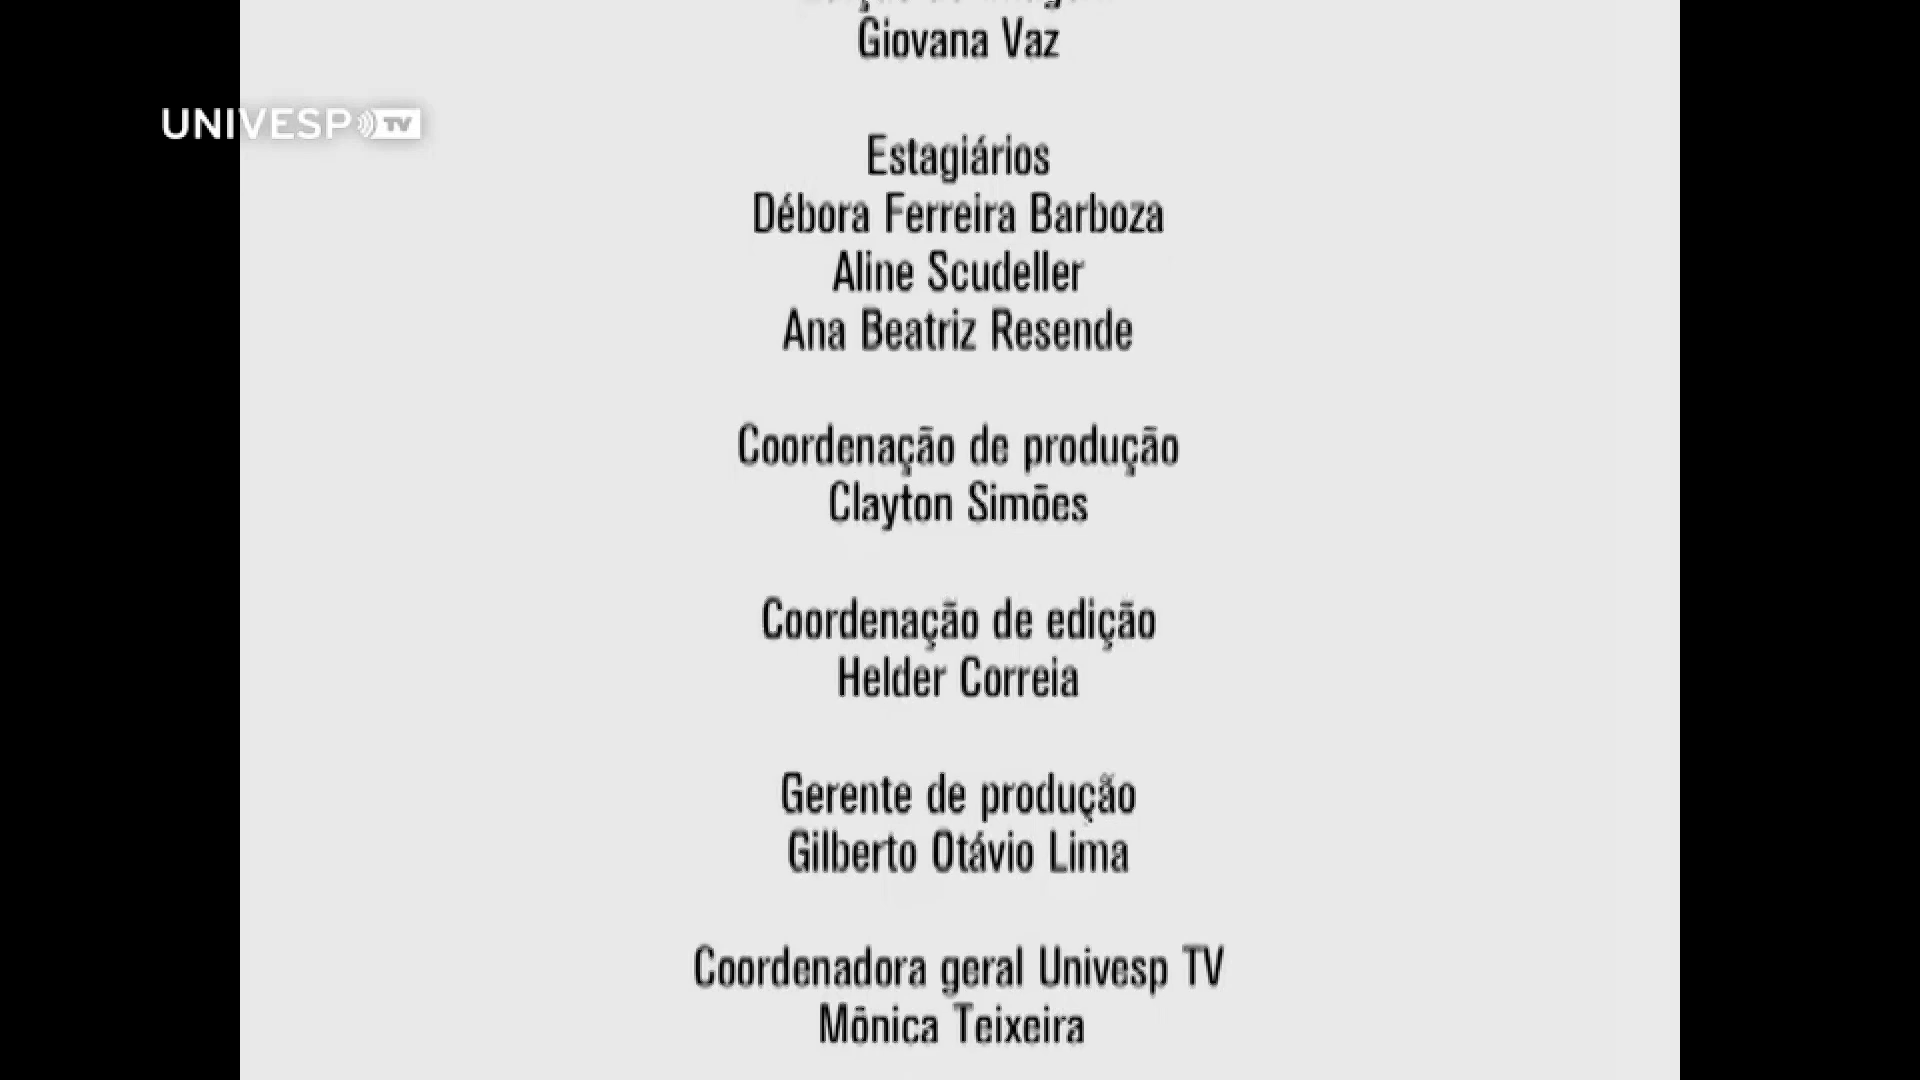 Giovana Vaz
UNIVESP TV
Estagiários
Débora Ferreira Barboza
Aline Scudeller
Ana Beatriz Resende
Coordenação de produção
Clayton Simões
Coordenação de edição
Helder Correia
Gerente de produção
Gilberto Otávio Lima
Coordenadora geral Univesp TV
Mônica Teixeira